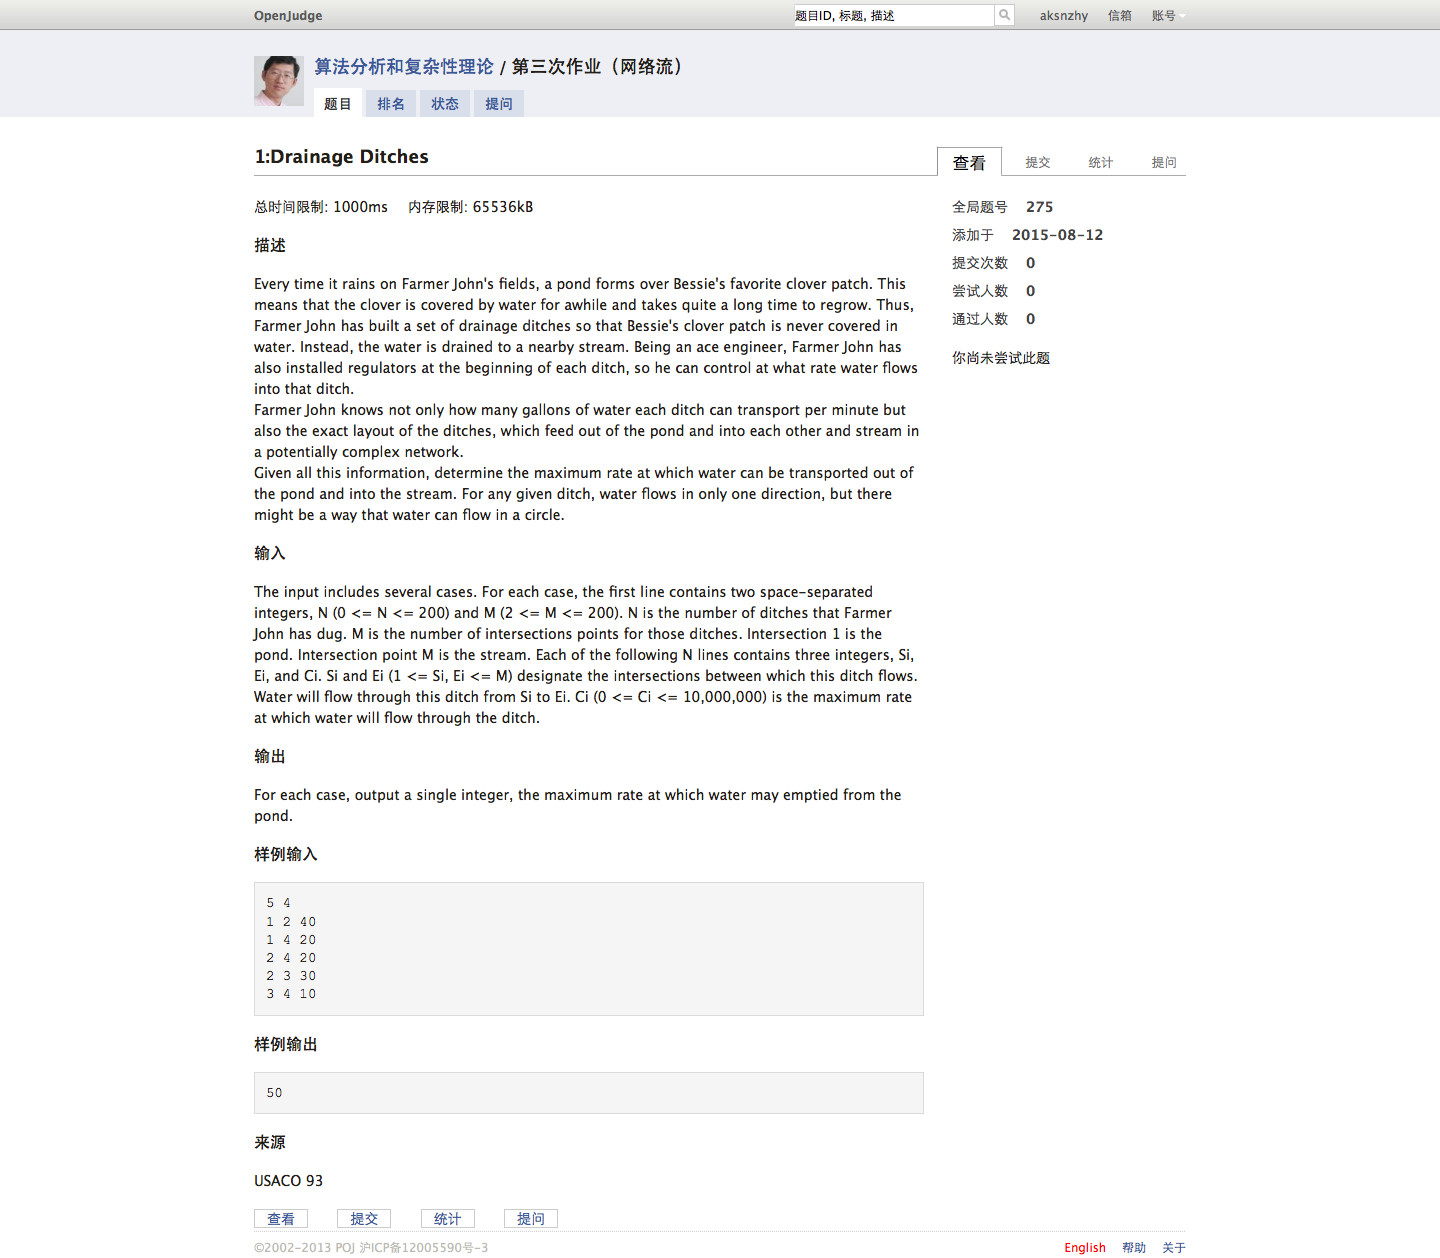 OpenJudge
题目ID, 标题, 描述
aksnzhy 信箱 账号
算法分析和复杂性理论 / 第三次作业（网络流）
题目 排名 状态 提问
1:Drainage Ditches
查看 提交 统计 提问
总时间限制: 1000ms 内存限制: 65536kB
描述
Every time it rains on Farmer John's fields, a pond forms over Bessie's favorite clover patch. This
means that the clover is covered by water for awhile and takes quite a long time to regrow. Thus,
Farmer John has built a set of drainage ditches so that Bessie's clover patch is never covered in
water. Instead, the water is drained to a nearby stream. Being an ace engineer, Farmer John has
also installed regulators at the beginning of each ditch, so he can control at what rate water flows
into that ditch.
Farmer John knows not only how many gallons of water each ditch can transport per minute but
also the exact layout of the ditches, which feed out of the pond and into each other and stream in
a potentially complex network.
Given all this information, determine the maximum rate at which water can be transported out of
the pond and into the stream. For any given ditch, water flows in only one direction, but there
might be a way that water can flow in a circle.
输入
The input includes several cases. For each case, the first line contains two space-separated
integers, N (0 <= N <= 200) and M (2 <= M <= 200). N is the number of ditches that Farmer
John has dug. M is the number of intersections points for those ditches. Intersection 1 is the
pond. Intersection point M is the stream. Each of the following N lines contains three integers, Si,
Ei, and Ci. Si and Ei (1 <= Si, Ei <= M) designate the intersections between which this ditch flows.
Water will flow through this ditch from Si to Ei. Ci (0 <= Ci <= 10,000,000) is the maximum rate
at which water will flow through the ditch.
输出
For each case, output a single integer, the maximum rate at which water may emptied from the
pond.
样例输入
5 4
1 2 40
1 4 20
2 4 20
2 3 30
3 4 10
样例输出
50
来源
USACO 93
全局题号 275
添加于 2015-08-12
提交次数 0
尝试人数 0
通过人数 0
你尚未尝试此题
查看 提交 统计 提问
©2002-2013 POJ 沪ICP备12005590号-3
English 帮助 关于